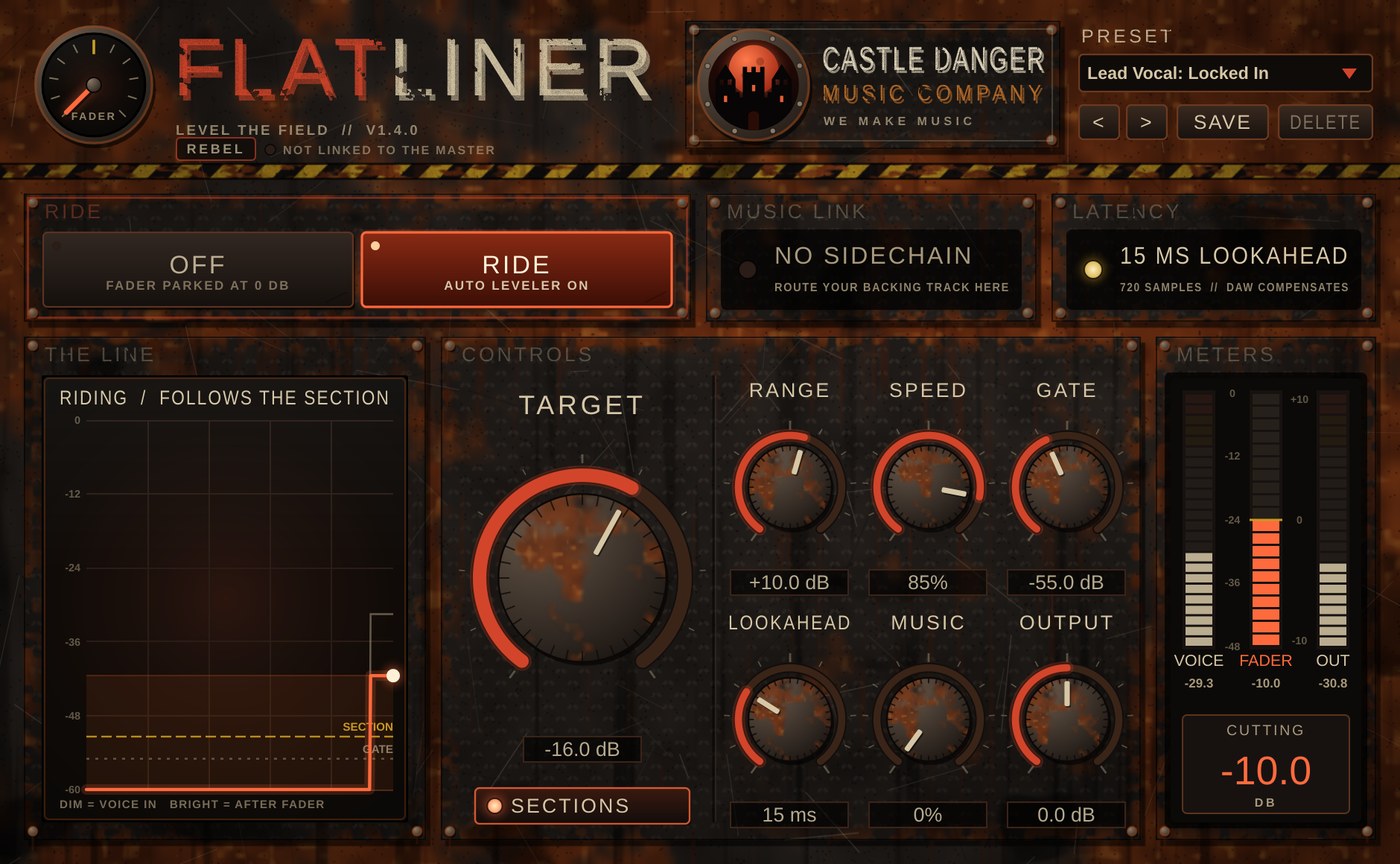 FADER
FLATLINER
LEVEL THE FIELD // V1.4.0
REBEL
NOT LINKED TO THE MASTER
CASTLE DANGER
MUSIC COMPANY
WE MAKE MUSIC
PRESET
Lead Vocal: Locked In
< > SAVE DELETE
RIDE
OFF
FADER PARKED AT 0 DB
RIDE
AUTO LEVELER ON
MUSIC LINK
NO SIDECHAIN
ROUTE YOUR BACKING TRACK HERE
LATENCY
15 MS LOOKAHEAD
720 SAMPLES // DAW COMPENSATES
THE LINE
RIDING / FOLLOWS THE SECTION
0
-12
-24
-36
-48
SECTION
GATE
-60
DIM = VOICE IN BRIGHT = AFTER FADER
CONTROLS
TARGET
-16.0 dB
SECTIONS
RANGE SPEED GATE
+10.0 dB 85% -55.0 dB
LOOKAHEAD MUSIC OUTPUT
15 ms 0% 0.0 dB
METERS
0 +10
-12
-24 0
-36
-48 -10
VOICE FADER OUT
-29.3 -10.0 -30.8
CUTTING
-10.0
DB